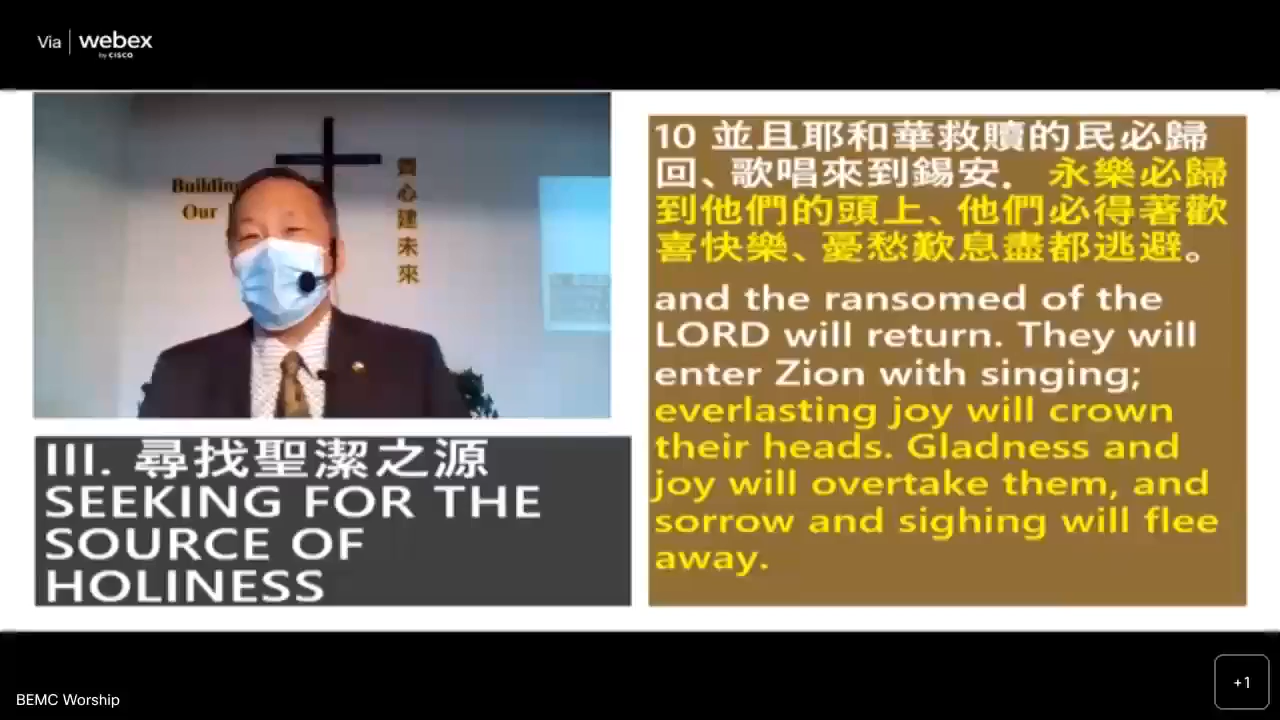 Via
webex
by CISCO
Building
Our
齊心建未來
III. 尋找聖潔之源
SEEKING FOR THE
SOURCE OF
HOLINESS
10 並且耶和華救贖的民必歸
回、歌唱來到錫安． 永樂必歸
到他們的頭上、他們必得著歡
喜快樂、憂愁歎息盡都逃避。
and the ransomed of the
LORD will return. They will
enter Zion with singing;
everlasting joy will crown
their heads. Gladness and
joy will overtake them, and
sorrow and sighing will flee
away.
BEMC Worship
+1